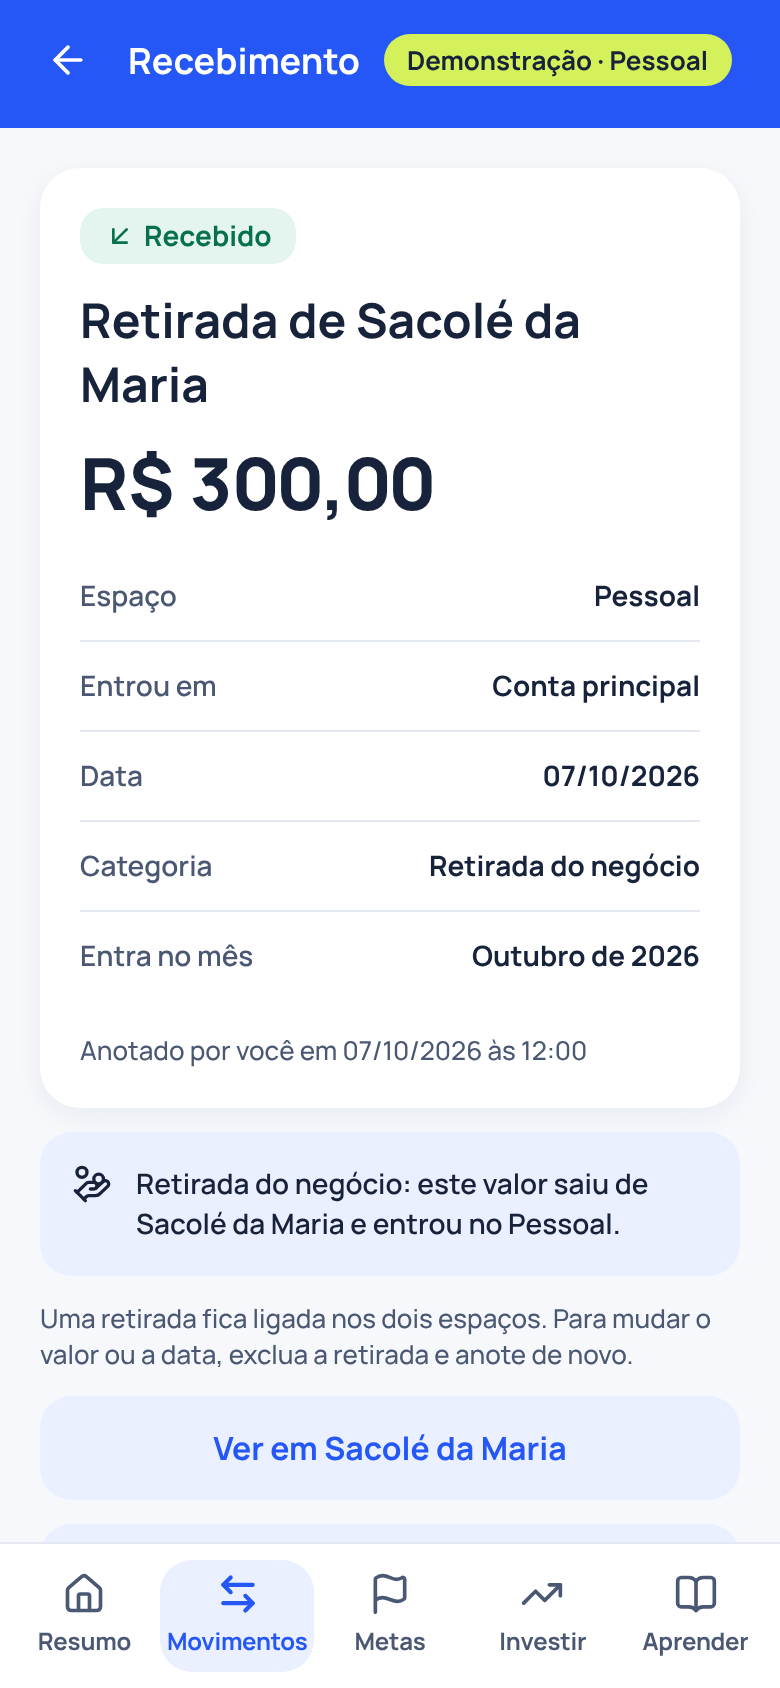 Recebimento
Demonstração · Pessoal
Recebido
Retirada de Sacolé da
Maria
R$ 300,00
Espaço
Pessoal
Entrou em
Conta principal
Data
07/10/2026
Categoria
Retirada do negócio
Entra no mês
Outubro de 2026
Anotado por você em 07/10/2026 às 12:00
Retirada do negócio: este valor saiu de
Sacolé da Maria e entrou no Pessoal.
Uma retirada fica ligada nos dois espaços. Para mudar o
valor ou a data, exclua a retirada e anote de novo.
Ver em Sacolé da Maria
Resumo
Movimentos
Metas
Investir
Aprender